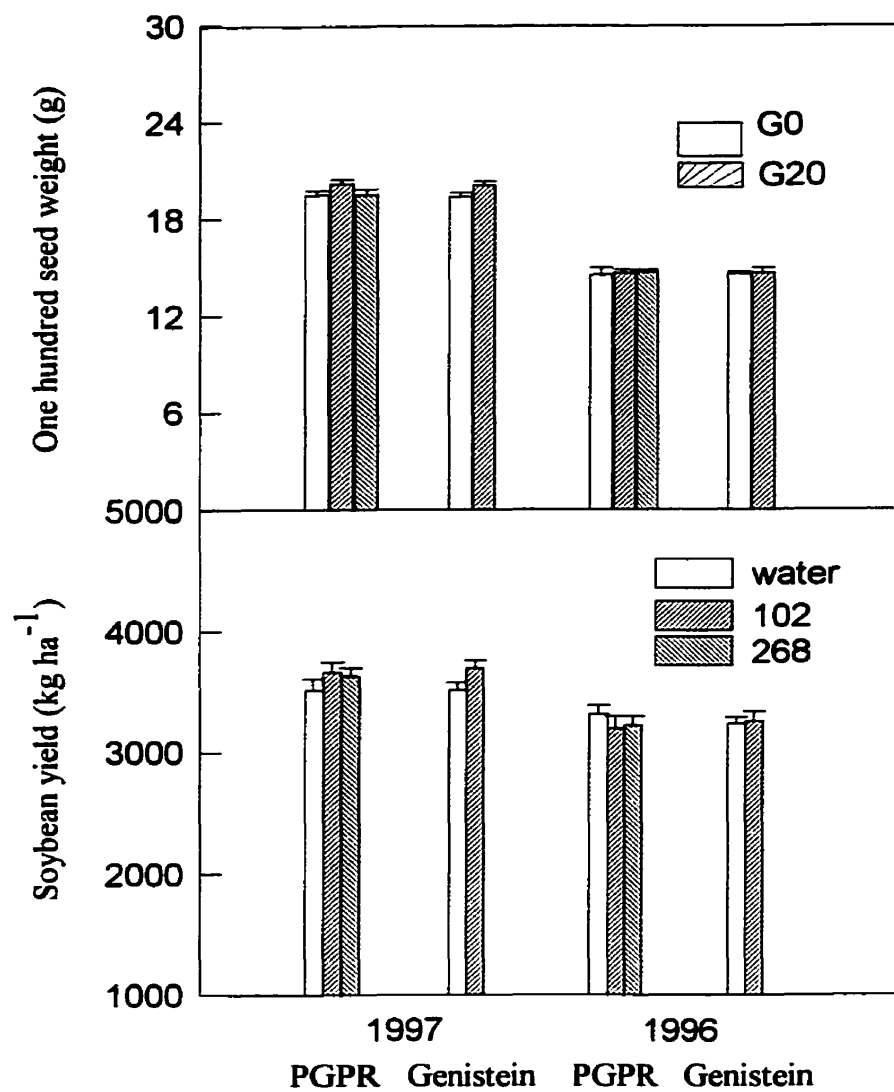 One hundred seed weight (g)
30
24
18
12
6
G0
G20
Soybean yield (kg ha⁻¹)
5000
4000
3000
2000
1000
water
102
268
1997 1996
PGPR Genistein PGPR Genistein